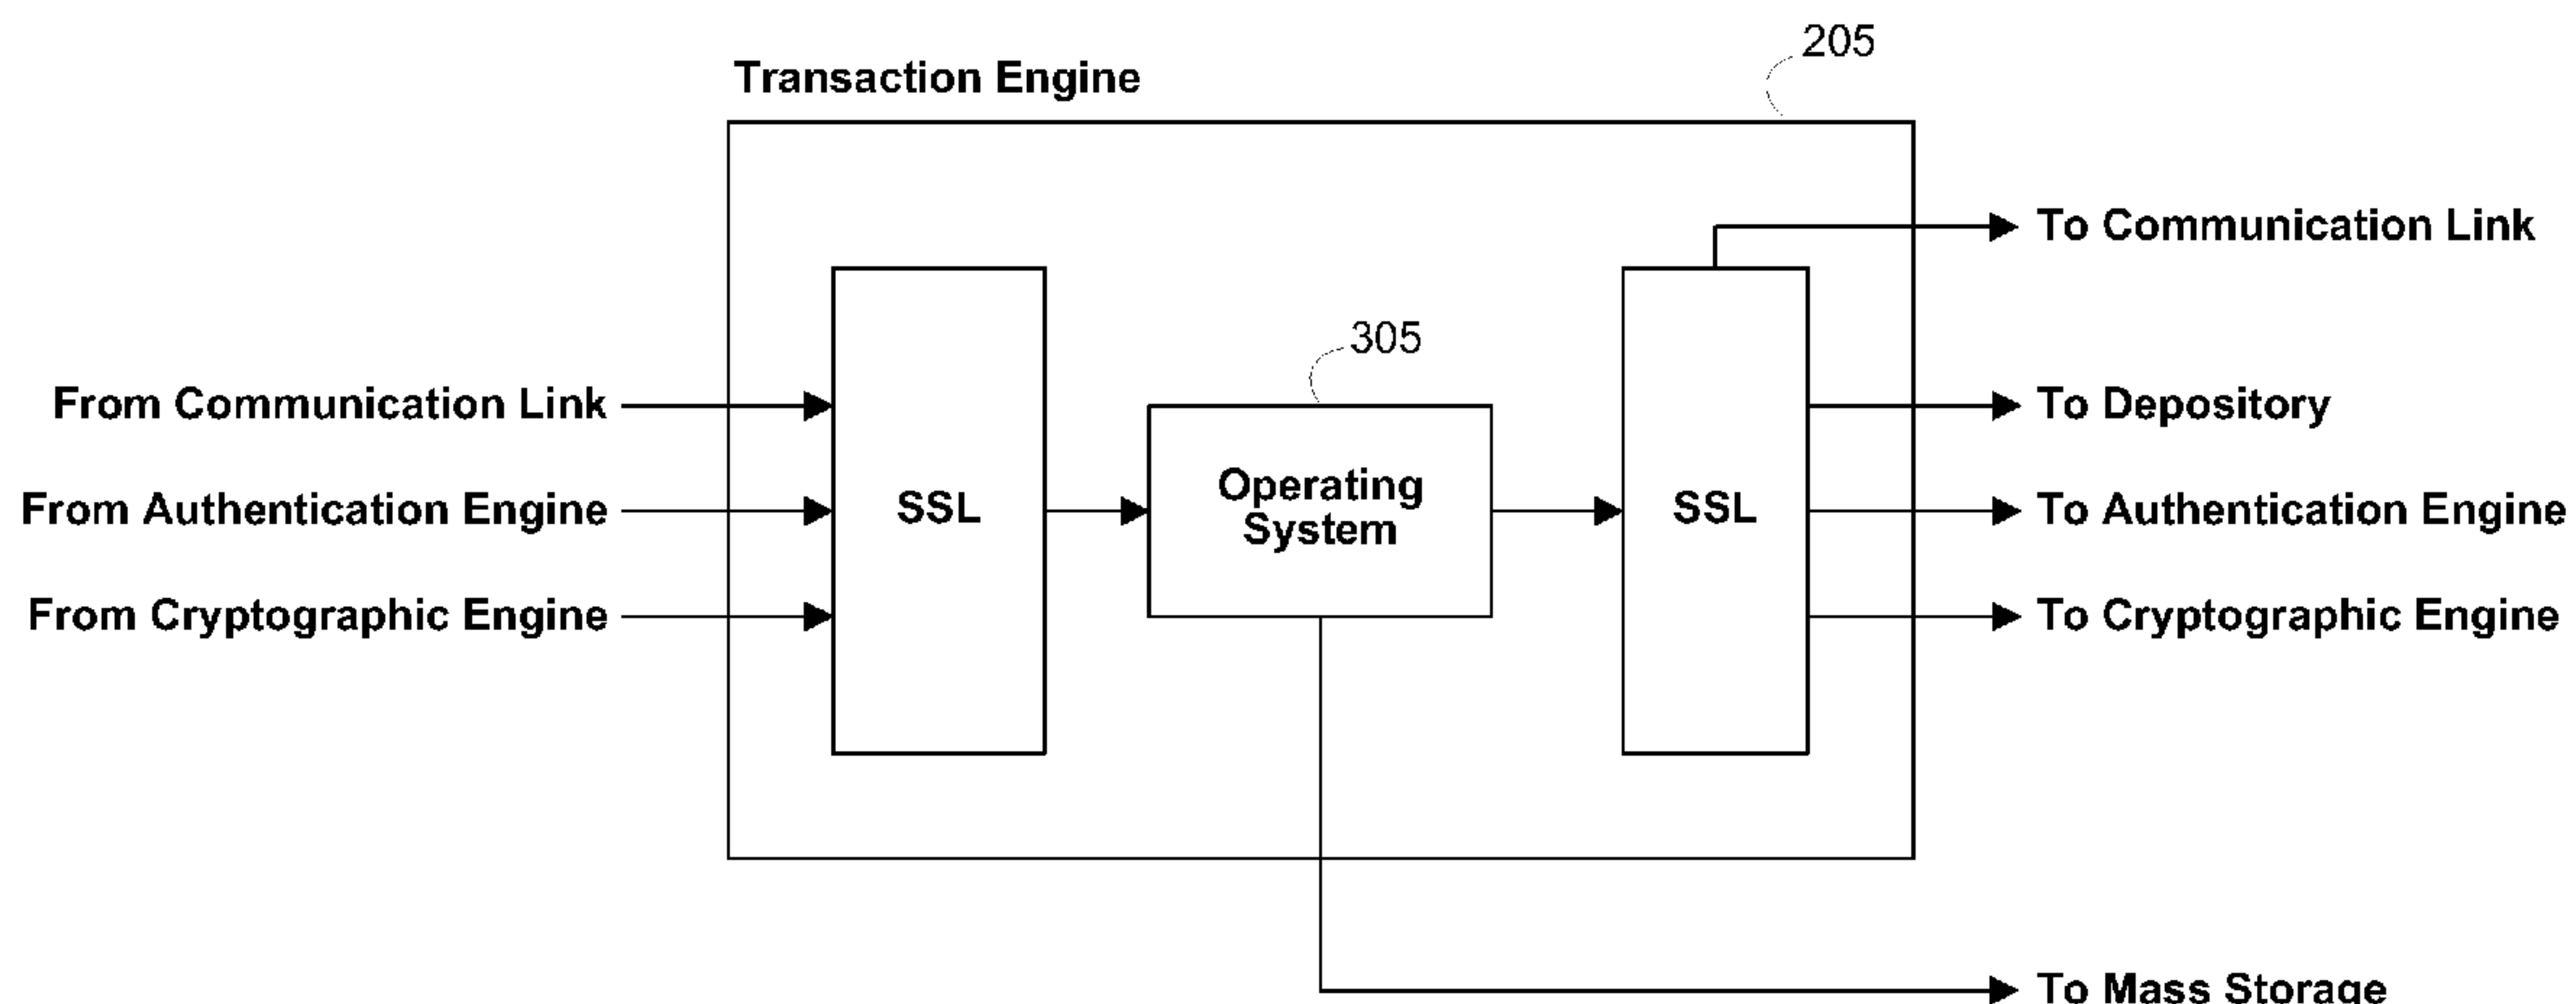 205
Transaction Engine
To Communication Link
305
From Communication Link
To Depository
Operating
System
From Authentication Engine
SSL
SSL
To Authentication Engine
From Cryptographic Engine
To Cryptographic Engine
To Mass Storage